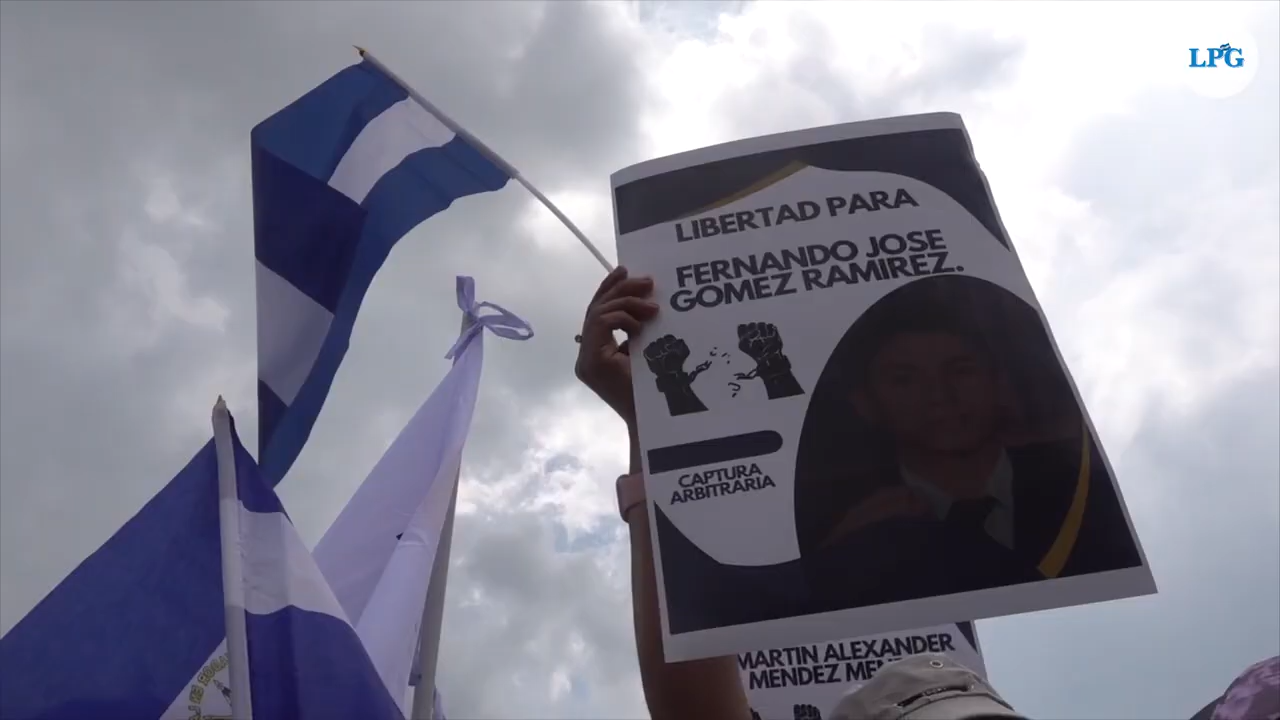 LPG
LIBERTAD PARA
FERNANDO JOSE
GOMEZ RAMIREZ.
CAPTURA
ARBITRARIA
MARTIN ALEXANDER
MENDEZ